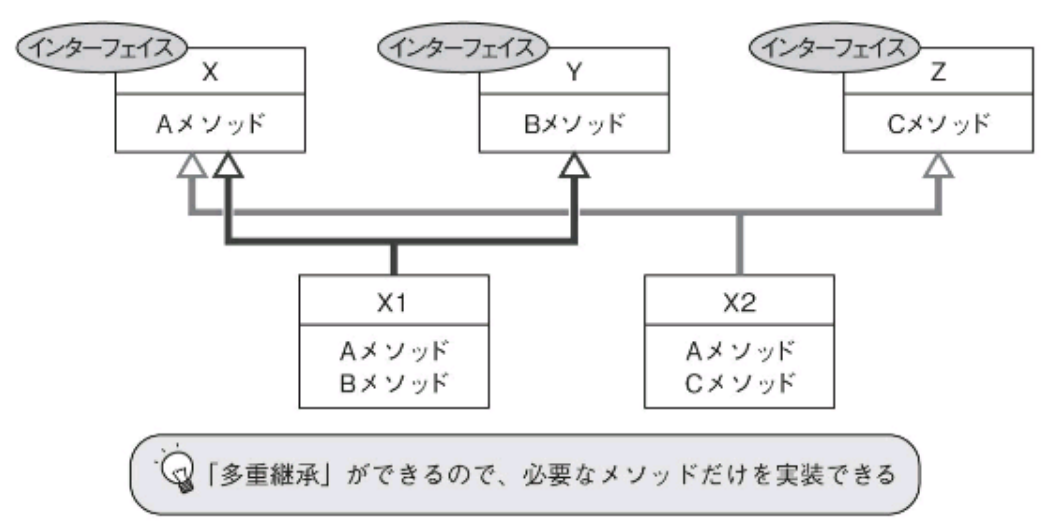 インターフェイス
X
Aメソッド
インターフェイス
Y
Bメソッド
インターフェイス
Z
Cメソッド
X1
Aメソッド
Bメソッド
X2
Aメソッド
Cメソッド
「多重継承」ができるので、必要なメソッドだけを実装できる